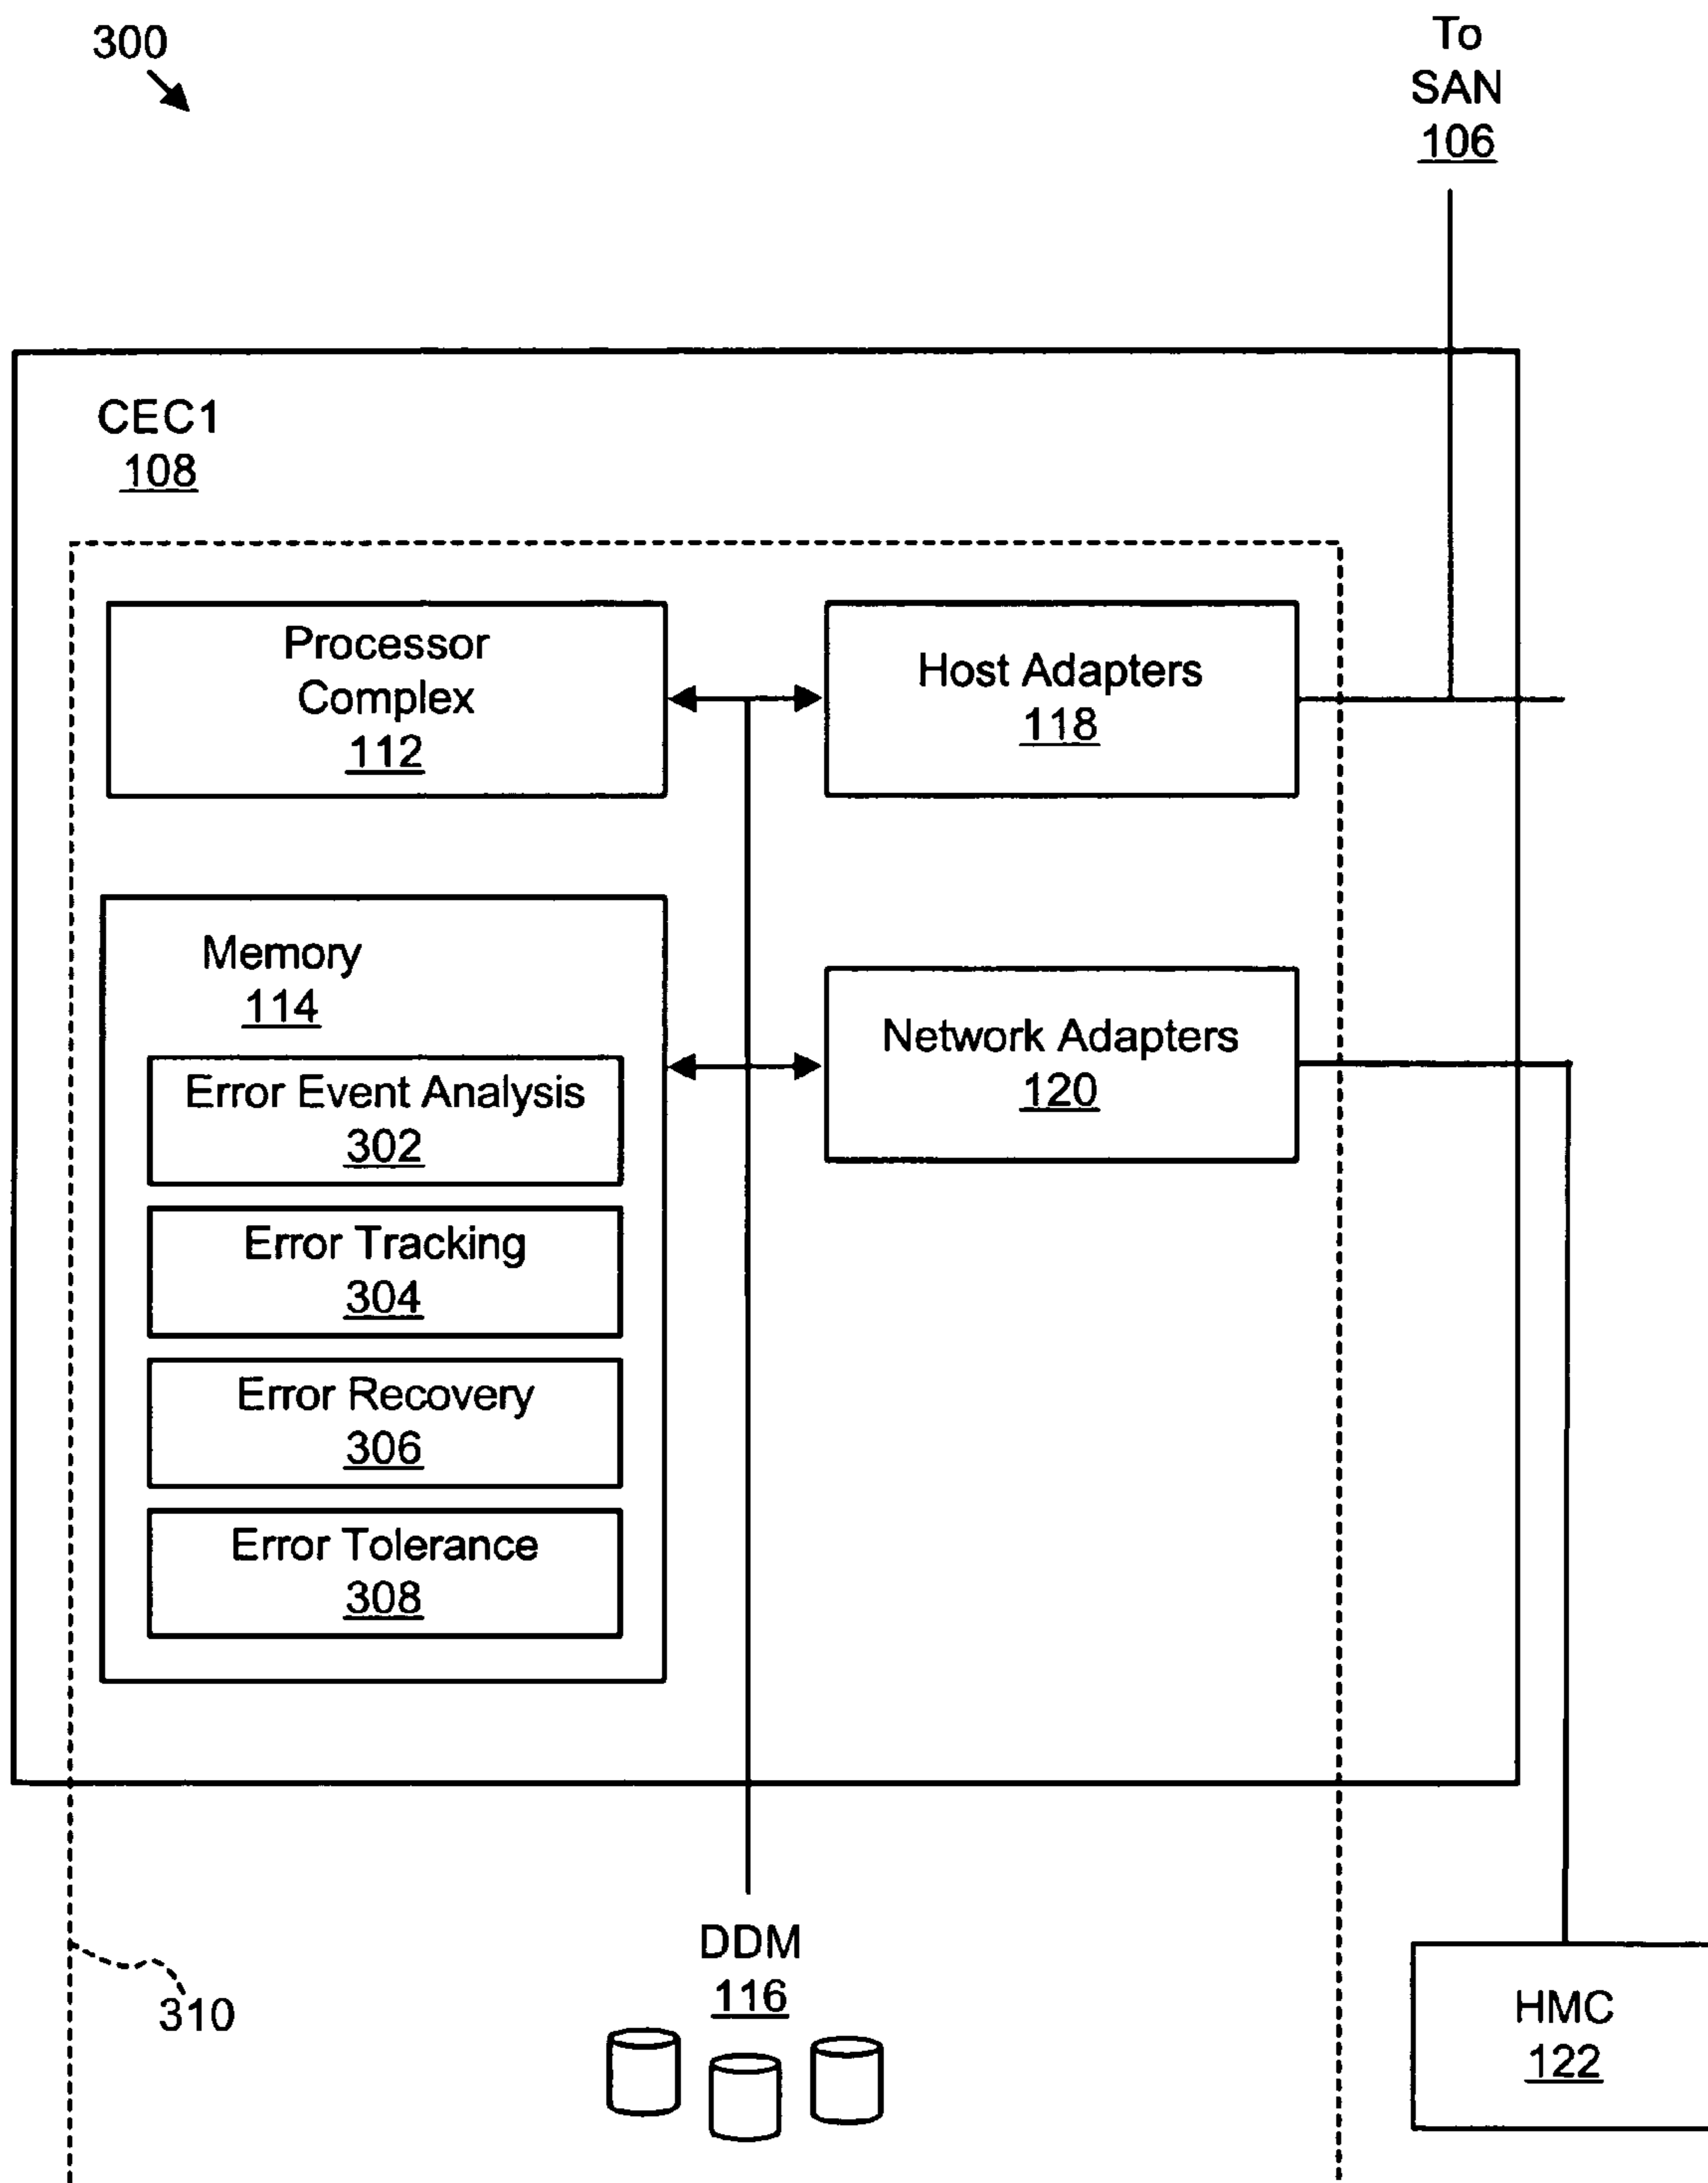 300
To
SAN
106
CEC1
108
Processor
Complex
112
Host Adapters
118
Memory
114
Error Event Analysis
302
Error Tracking
304
Error Recovery
306
Error Tolerance
308
Network Adapters
120
310
DDM
116
HMC
122